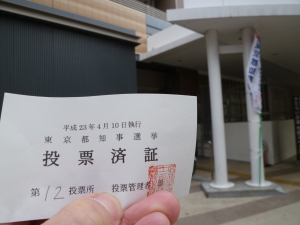 平成23年4月10日執行
東京都知事選挙
投票済証
第12投票所 投票管理者